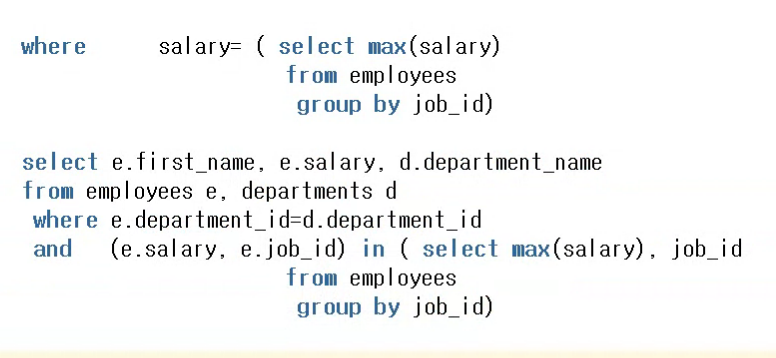 where salary= ( select max(salary)
from employees
group by job_id)
select e.first_name, e.salary, d.department_name
from employees e, departments d
where e.department_id=d.department_id
and (e.salary, e.job_id) in ( select max(salary), job_id
from employees
group by job_id)